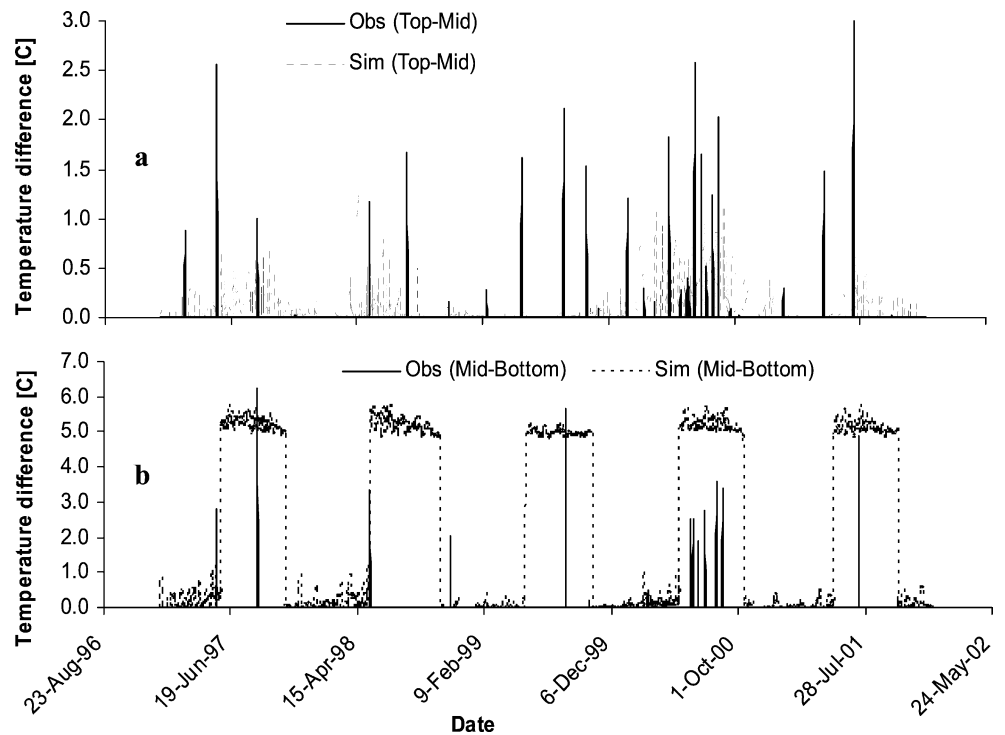 Obs (Top-Mid)
Sim (Top-Mid)
Temperature difference [C]
3.0
2.5
2.0
1.5
1.0
0.5
0.0
a
Obs (Mid-Bottom)
Sim (Mid-Bottom)
Temperature difference [C]
7.0
6.0
5.0
4.0
3.0
2.0
1.0
0.0
b
23-Aug-96
19-Jun-97
15-Apr-98
9-Feb-99
6-Dec-99
1-Oct-00
28-Jul-01
24-May-02
Date